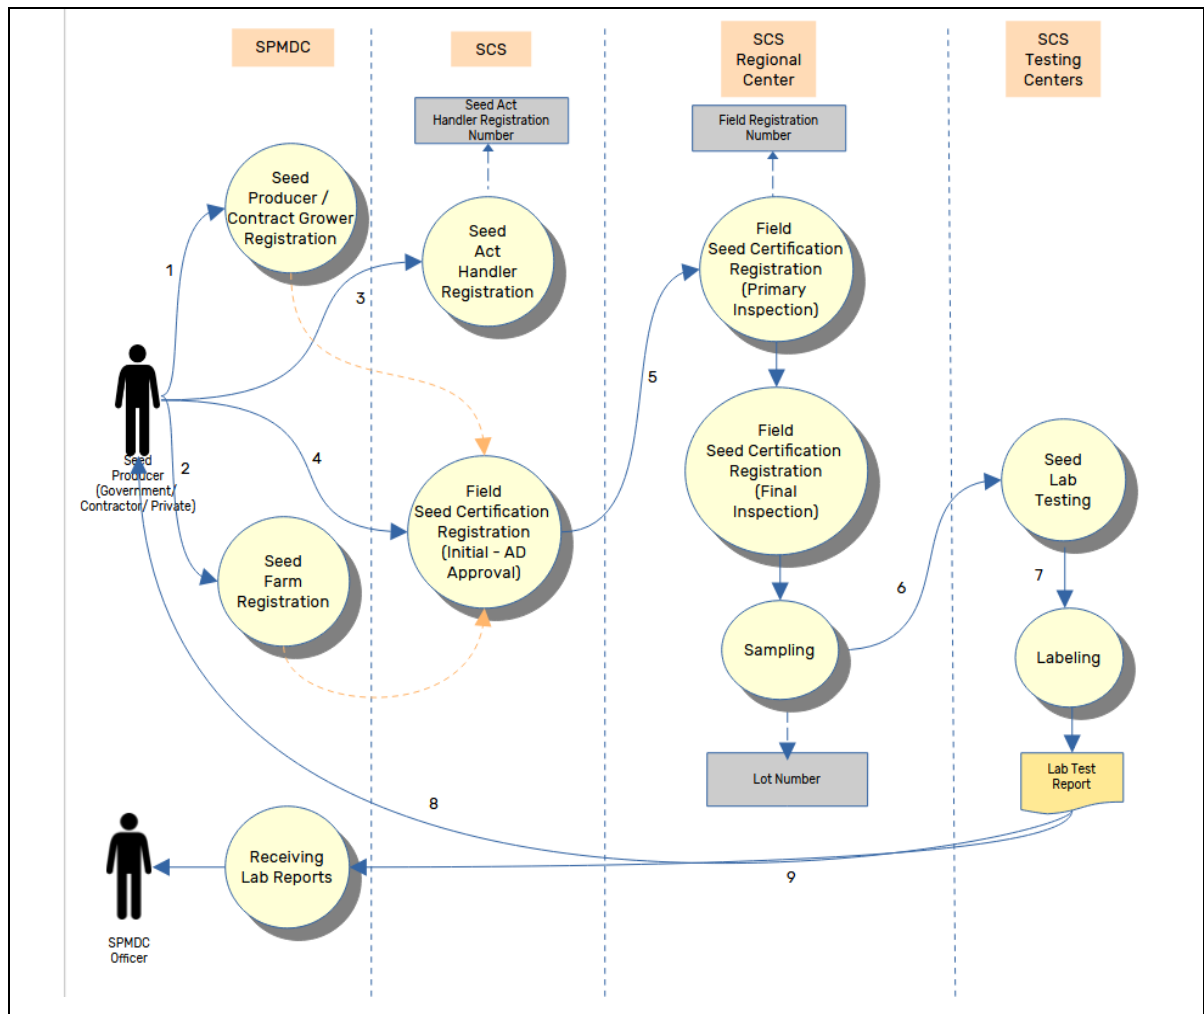 SPMDC
SCS
SCS
Regional
Center
SCS
Testing
Centers
Seed Act
Handler Registration
Number
Field Registration
Number
Seed
Producer /
Contract Grower
Registration
Seed
Act
Handler
Registration
Field
Seed Certification
Registration
(Primary
Inspection)
1
3
5
2
4
Seed
Producer
(Government/
Contractor/ Private)
Field
Seed Certification
Registration
(Initial - AD
Approval)
Field
Seed Certification
Registration
(Final
Inspection)
Seed
Lab
Testing
Seed
Farm
Registration
6
7
Sampling
Labeling
Lot Number
Lab Test
Report
8
9
Receiving
Lab Reports
SPMDC
Officer